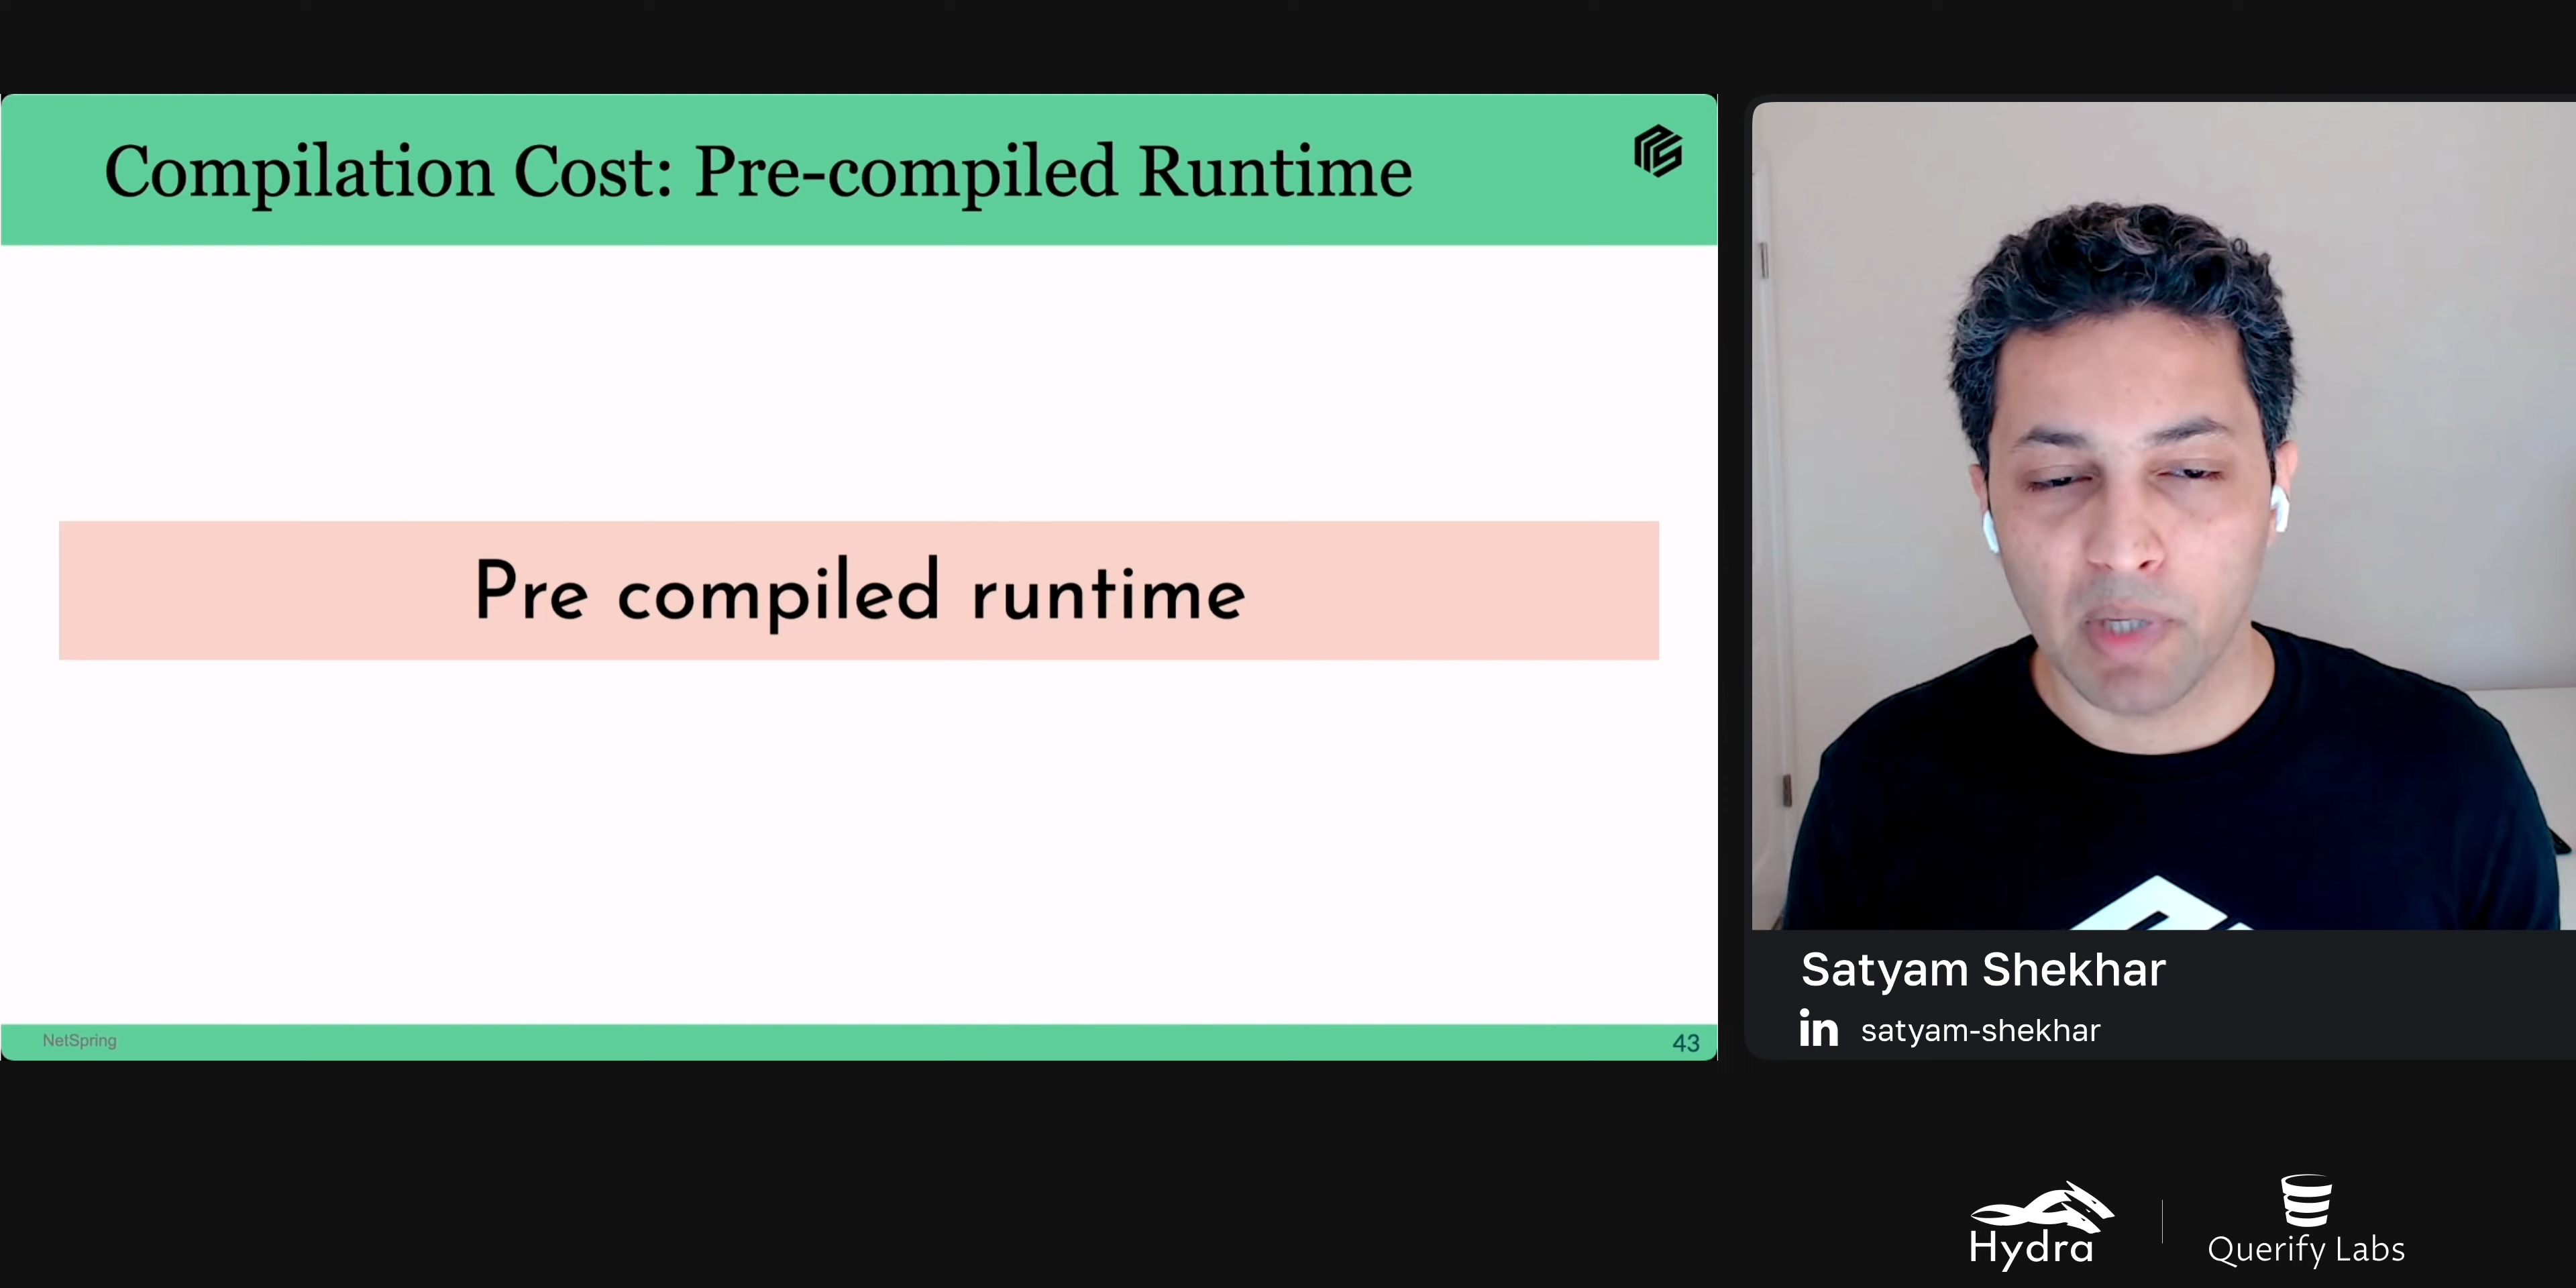 Compilation Cost: Pre-compiled Runtime
Pre compiled runtime
NetSpring
43
Satyam Shekhar
in satyam-shekhar
Hydra
Querify Labs